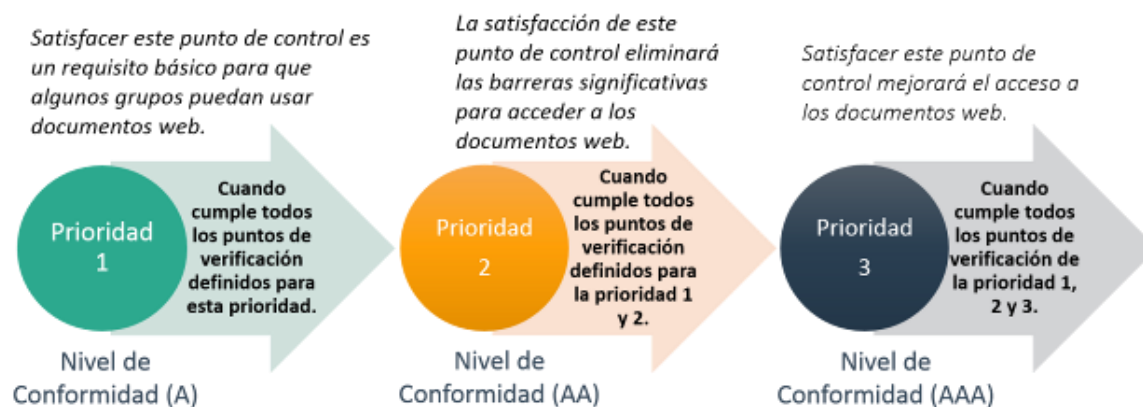 Satisfacer este punto de control es
un requisito básico para que
algunos grupos puedan usar
documentos web.
Prioridad
1
Cuando
cumple todos
los puntos de
verificación
definidos para
esta prioridad.
Nivel de
Conformidad (A)
La satisfacción de este
punto de control eliminará
las barreras significativas
para acceder a los
documentos web.
Prioridad
2
Cuando
cumple todos
los puntos de
verificación
definidos para
la prioridad 1
y 2.
Nivel de
Conformidad (AA)
Satisfacer este punto de
control mejorará el acceso a
los documentos web.
Prioridad
3
Cuando
cumple todos
los puntos de
verificación de
la prioridad 1,
2 y 3.
Nivel de
Conformidad (AAA)